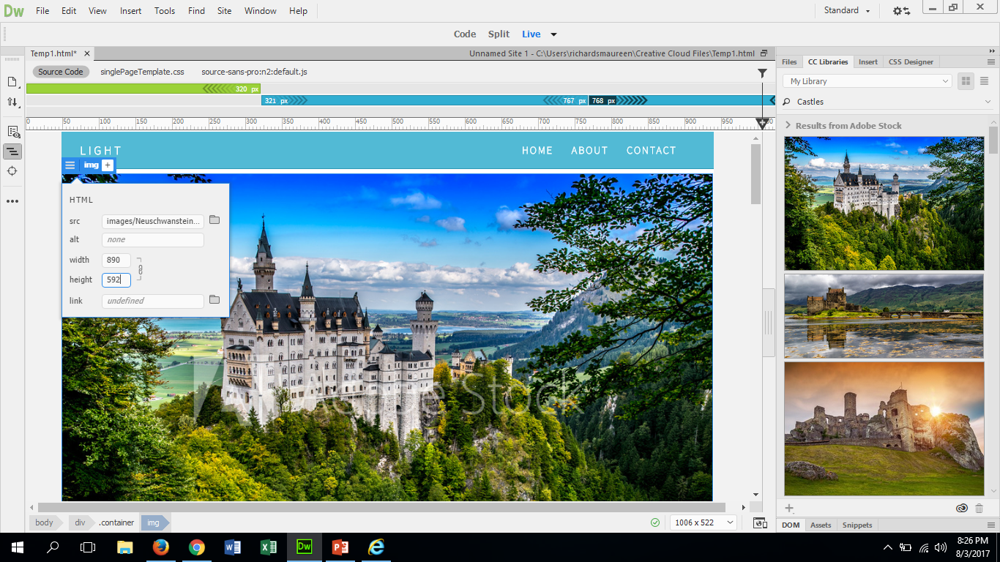 Dw File Edit View Insert Tools Find Site Window Help Standard
Code Split Live
Temp1.html* Unnamed Site 1 - C:\Users\richardsmaureen\Creative Cloud Files\Temp1.html
Source Code singlePageTemplate.css source-sans-pro:n2:default.js
320 px
321 px 767 px 768 px
0 50 100 150 200 250 300 350 400 450 500 550 600 650 700 750 800 850 900 950
LIGHT HOME ABOUT CONTACT
img +
HTML
src images/Neuschwanstein...
alt none
width 890
height 592
link undefined
Adobe Stock
body div .container img 1006 x 522
Files CC Libraries Insert CSS Designer
My Library
Castles
Results from Adobe Stock
DOM Assets Snippets
Dw
8:26 PM
8/3/2017